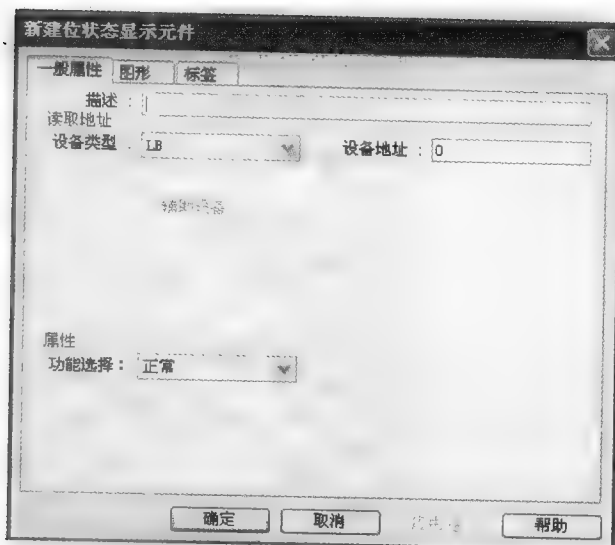 新建位状态显示元件
一般属性 图形 标签
描述：
读取地址
设备类型： LB 设备地址： 0
属性
功能选择： 正常
确定 取消 帮助